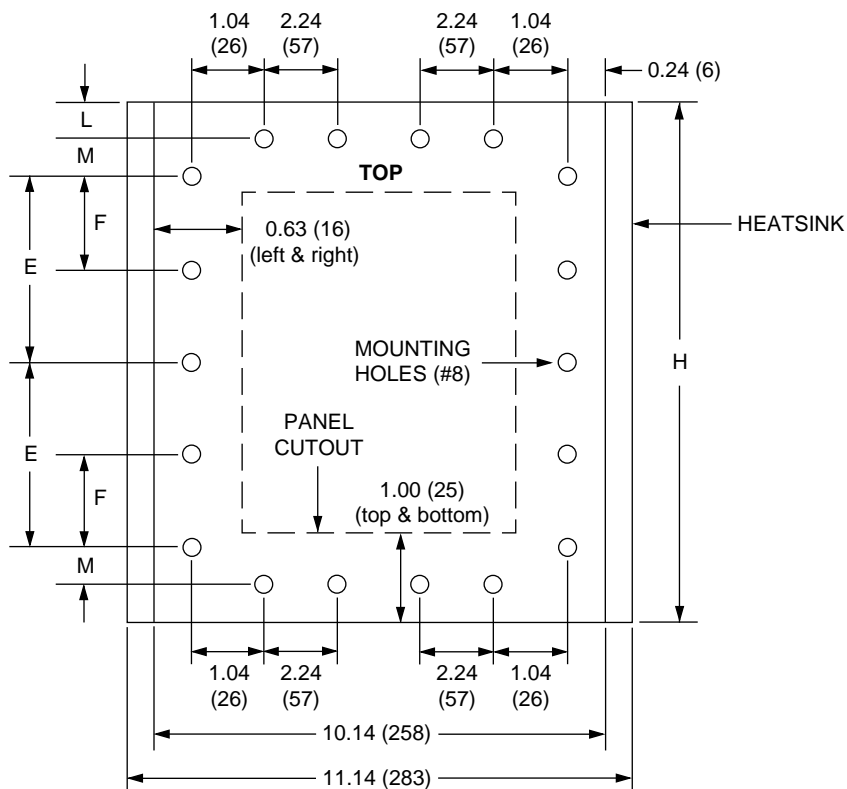 1.04
(26)
2.24
(57)
2.24
(57)
1.04
(26)
0.24 (6)
L
M
TOP
F
0.63 (16)
(left & right)
HEATSINK
E
MOUNTING
HOLES (#8)
H
PANEL
CUTOUT
E
1.00 (25)
(top & bottom)
F
M
1.04
(26)
2.24
(57)
2.24
(57)
1.04
(26)
10.14 (258)
11.14 (283)